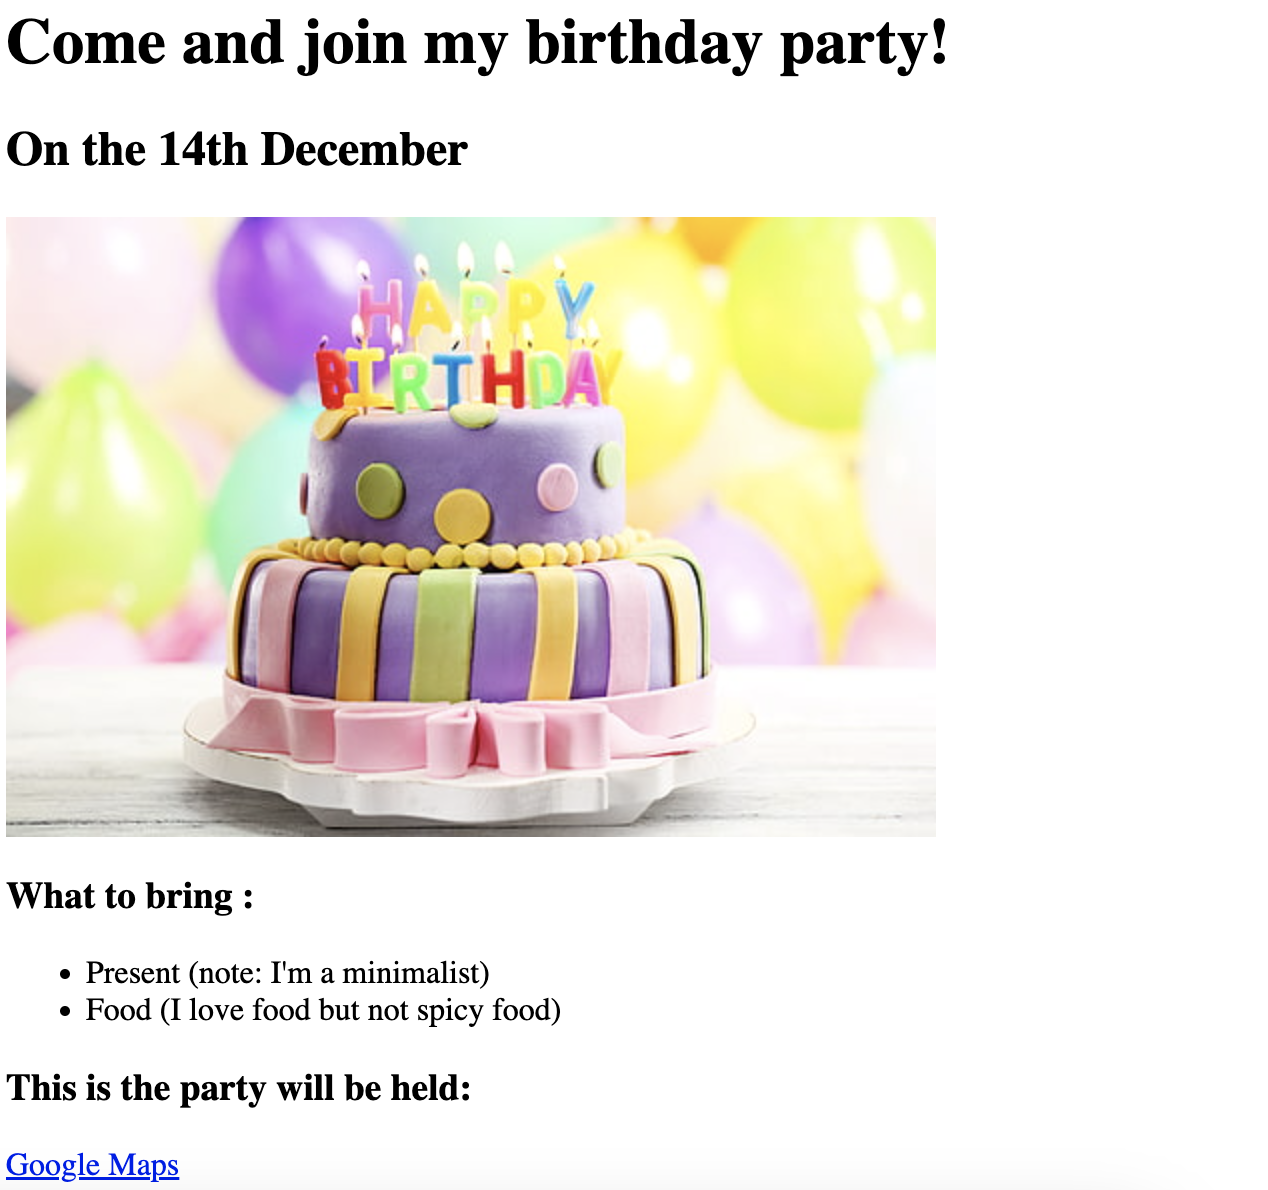 Come and join my birthday party!
On the 14th December
HAPPY
BIRTHDAY
What to bring :
Present (note: I'm a minimalist)
Food (I love food but not spicy food)
This is the party will be held:
Google Maps